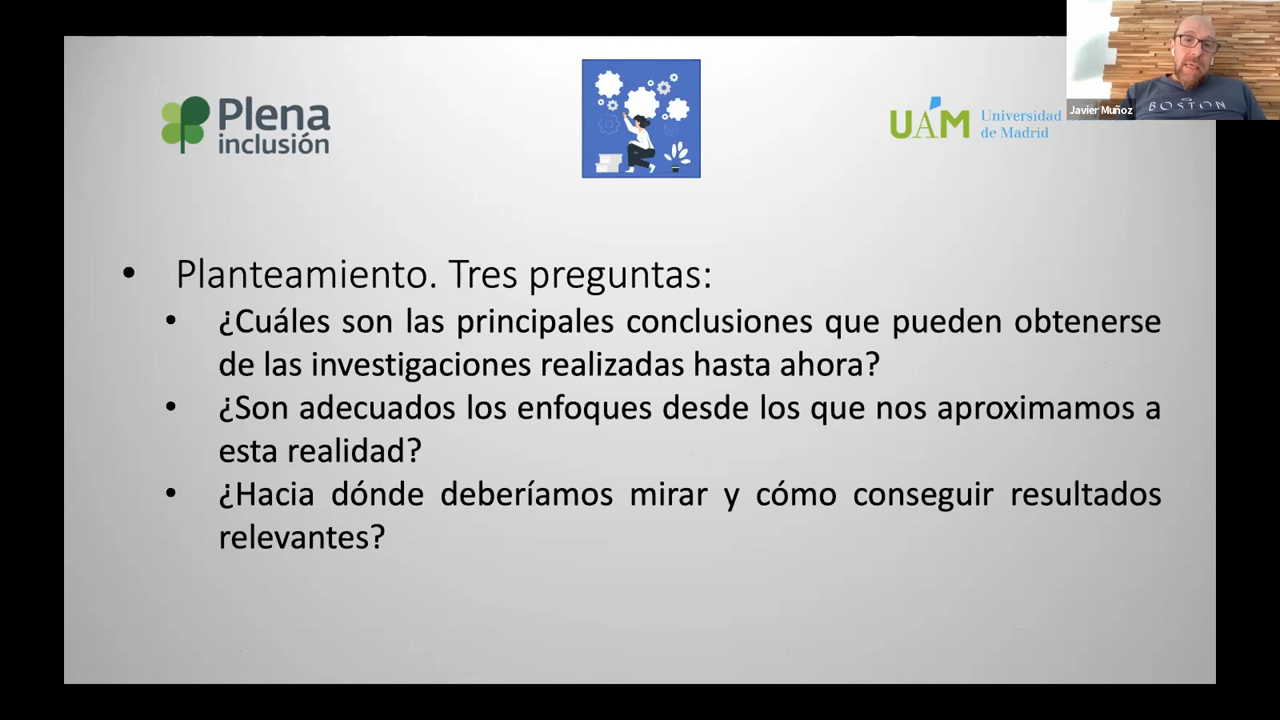 Plena
inclusión
UAM
Universidad
de Madrid
BOSTON
Javier Muñoz
• Planteamiento. Tres preguntas:
• ¿Cuáles son las principales conclusiones que pueden obtenerse
de las investigaciones realizadas hasta ahora?
• ¿Son adecuados los enfoques desde los que nos aproximamos a
esta realidad?
• ¿Hacia dónde deberíamos mirar y cómo conseguir resultados
relevantes?